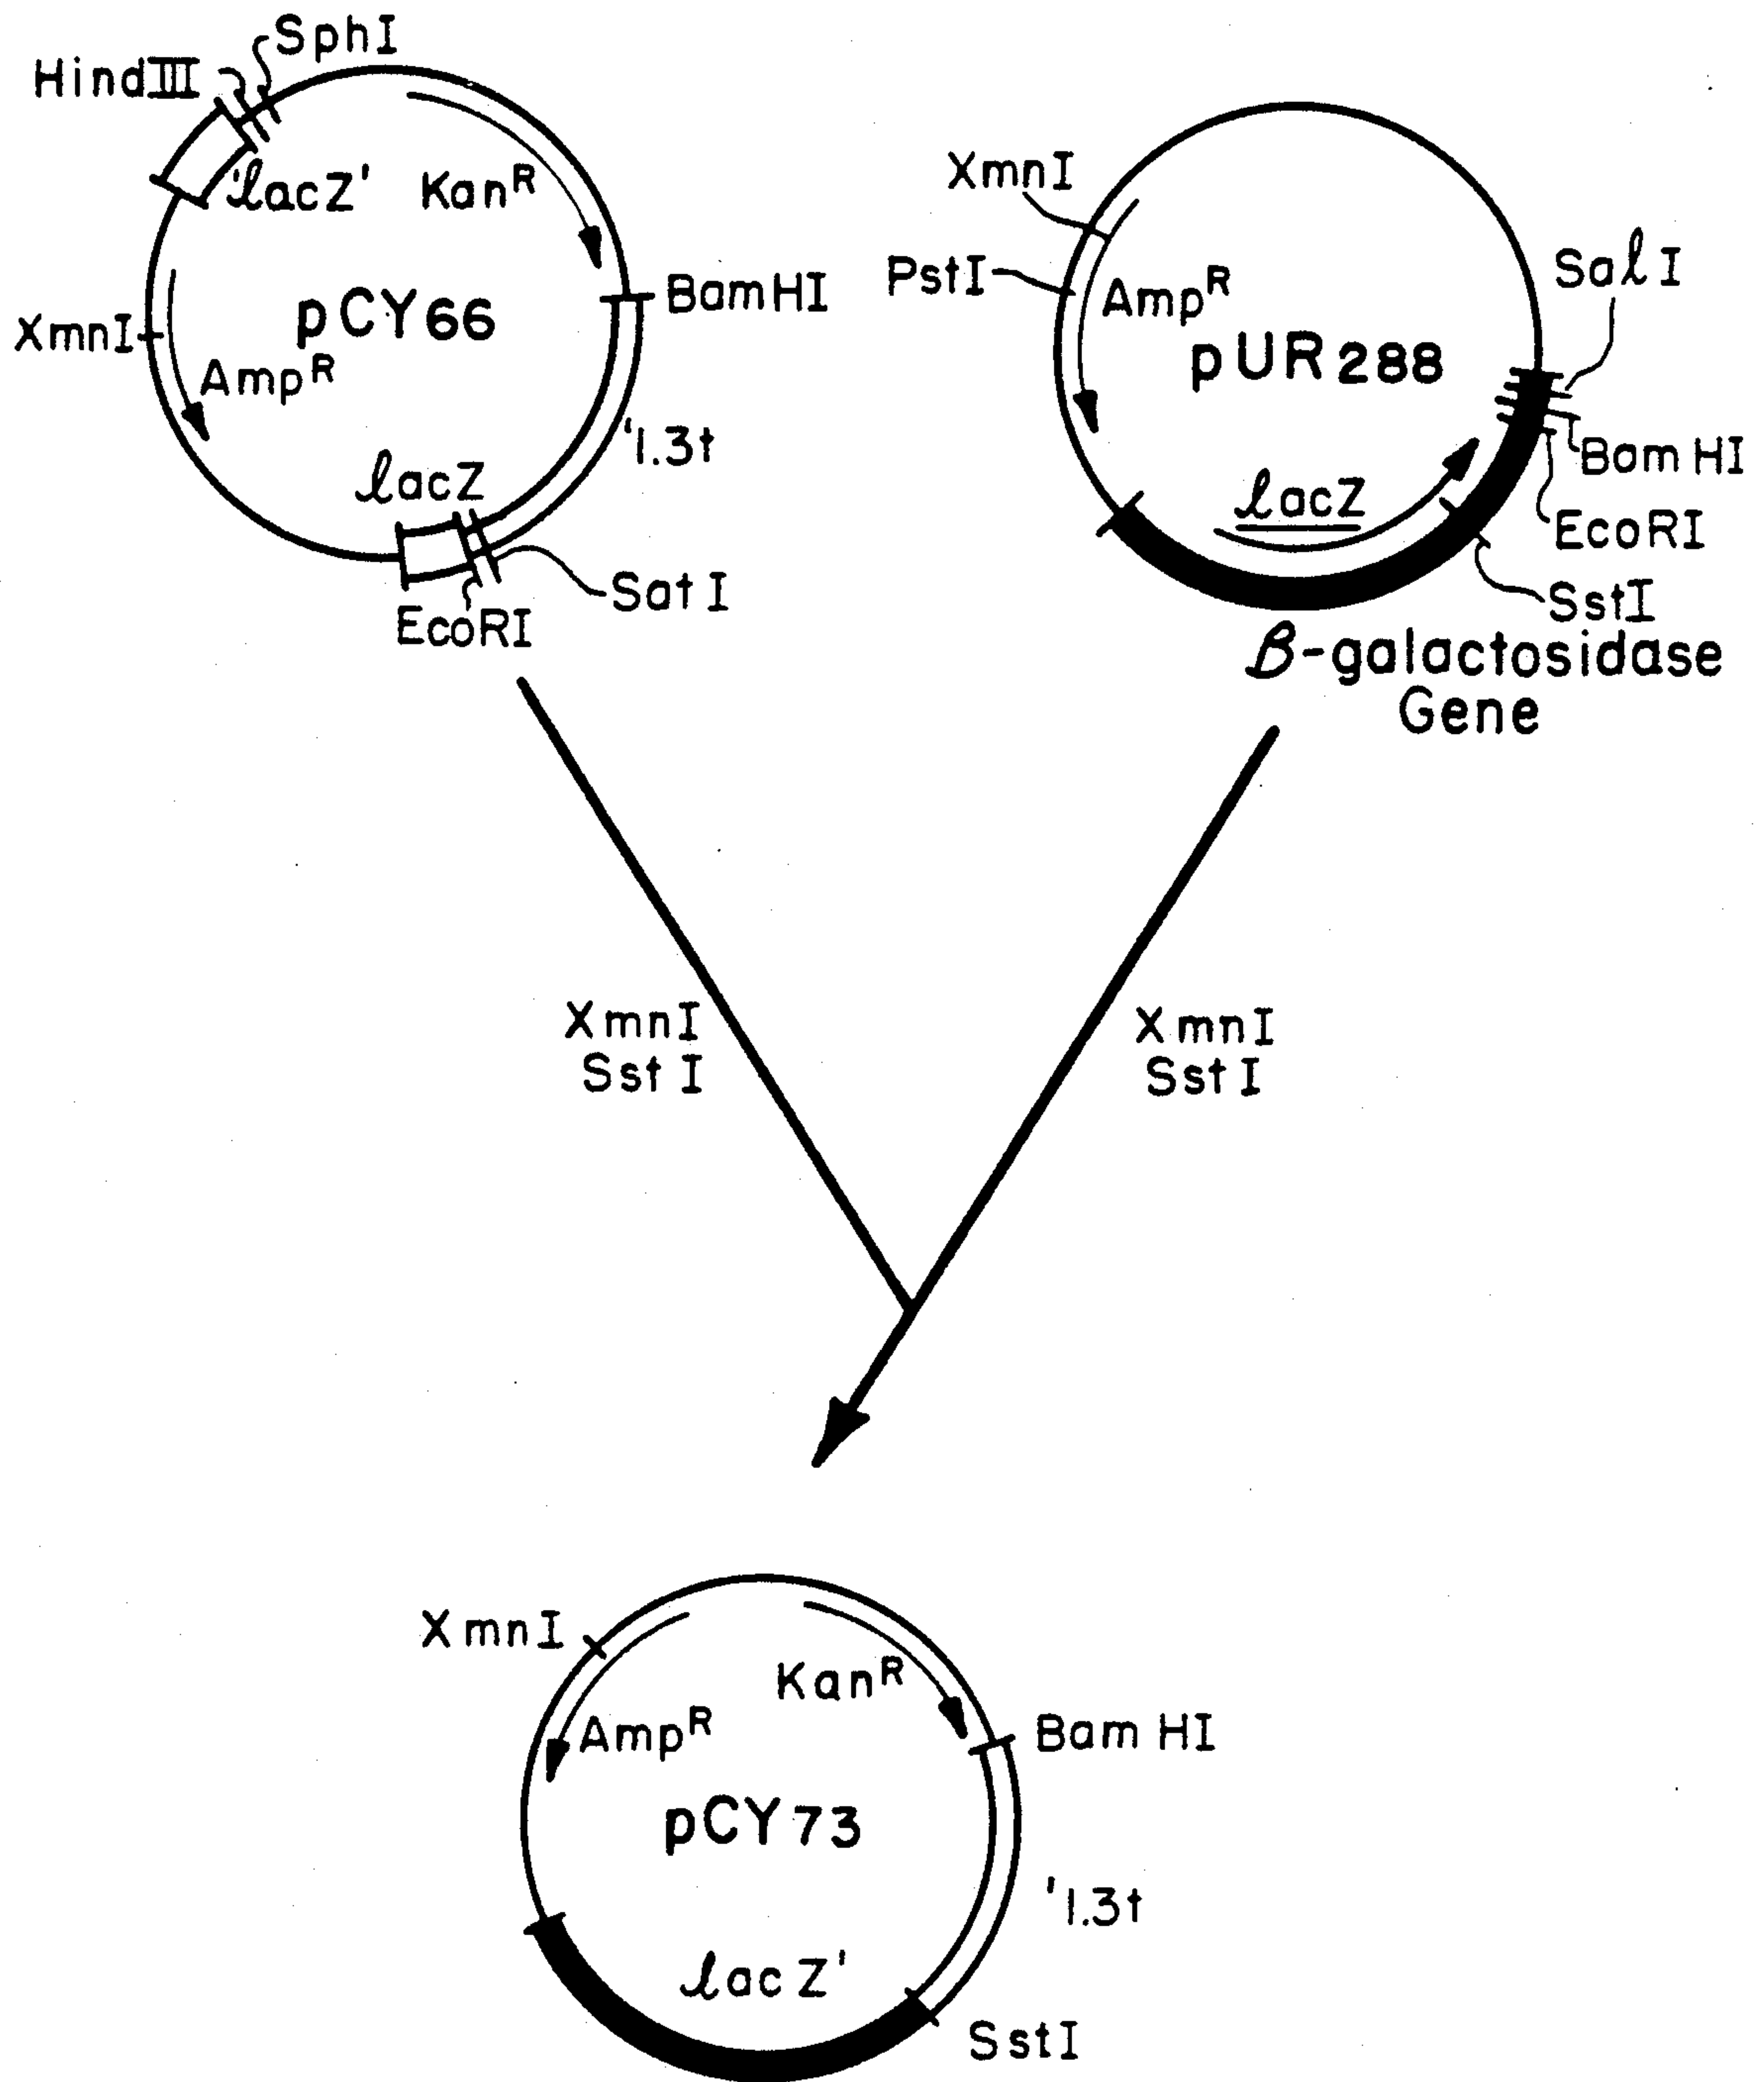 SphI
HindIII
'lacZ'
KanR
BamHI
pCY66
XmnI
AmpR
'1.3t
lacZ
SatI
EcoRI
XmnI
PstI
AmpR
SalI
pUR288
BamHI
lacZ
EcoRI
SstI
β-galactosidase
Gene
XmnI
SstI
XmnI
SstI
XmnI
KanR
AmpR
BamHI
pCY73
'1.3t
lacZ'
SstI